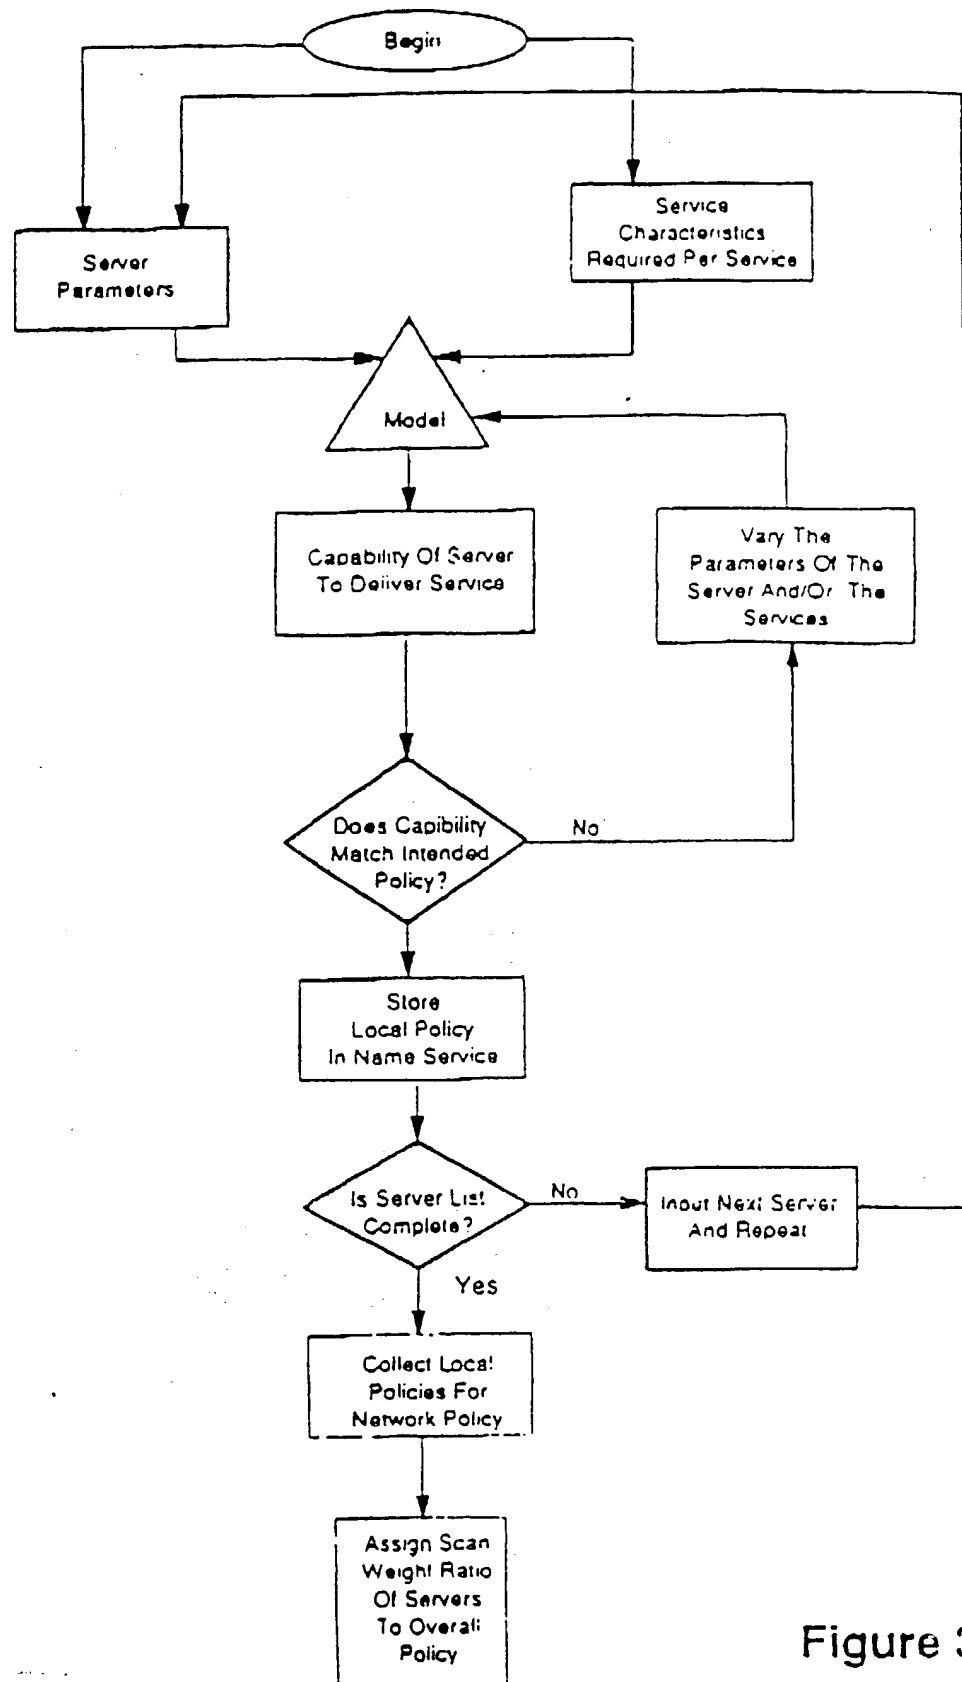 Begin
Service
Characteristics
Required Per Service
Server
Parameters
Model
Capability Of Server
To Deliver Service
Vary The
Parameters Of The
Server And/Or The
Services
Does Capibility
Match Intended
Policy?
No
Store
Local Policy
In Name Service
Is Server List
Complete?
No
Input Next Server
And Repeat
Yes
Collect Local
Policies For
Network Policy
Assign Scan
Weight Ratio
Of Servers
To Overall
Policy
Figure 3